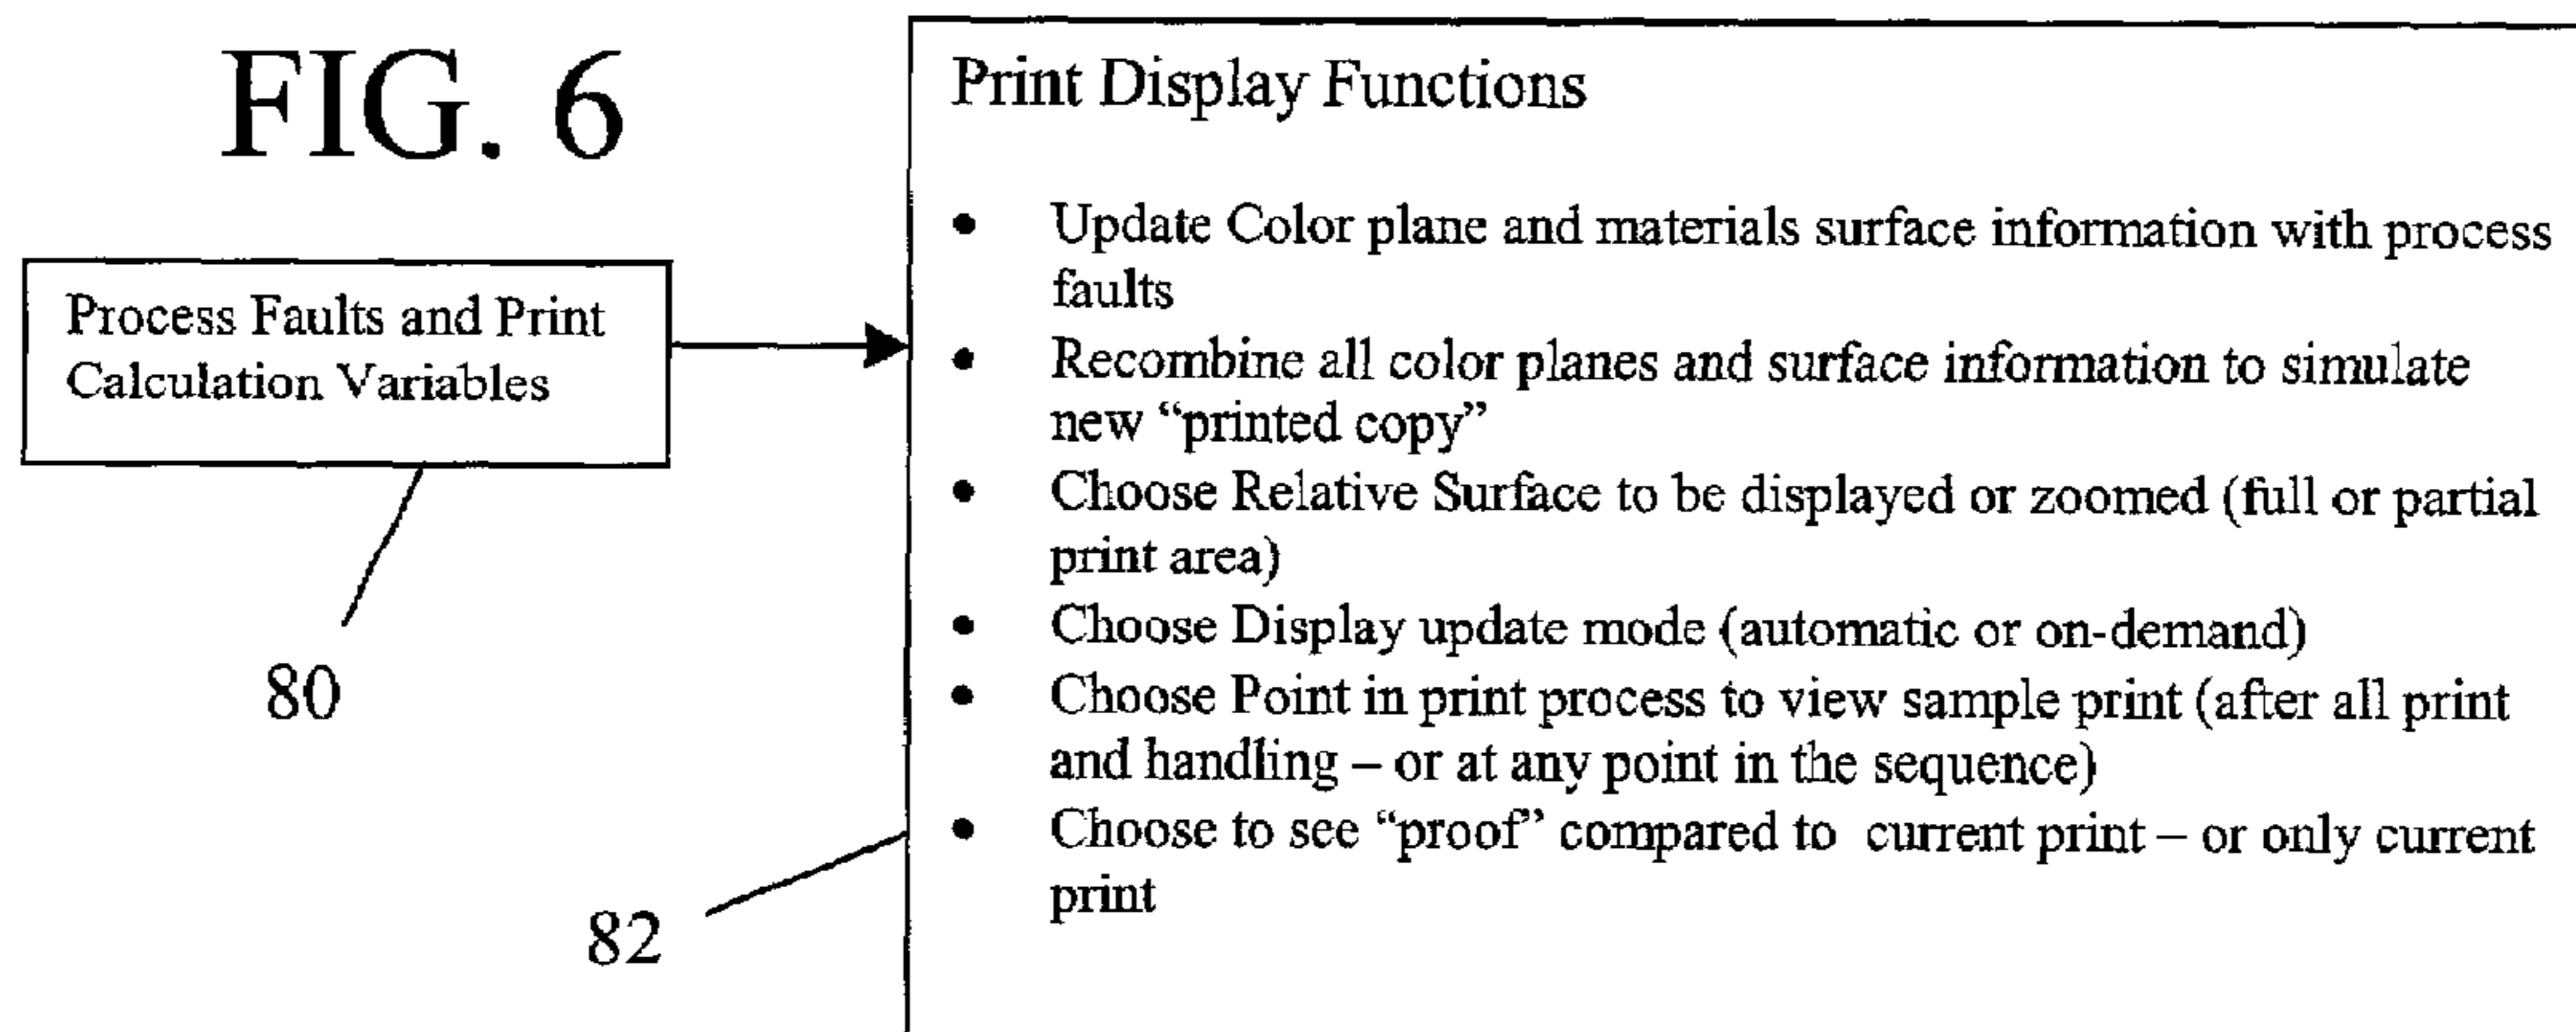 FIG. 6
Process Faults and Print
Calculation Variables
80
82
Print Display Functions
• Update Color plane and materials surface information with process
faults
• Recombine all color planes and surface information to simulate
new “printed copy”
• Choose Relative Surface to be displayed or zoomed (full or partial
print area)
• Choose Display update mode (automatic or on-demand)
• Choose Point in print process to view sample print (after all print
and handling – or at any point in the sequence)
• Choose to see “proof” compared to current print – or only current
print